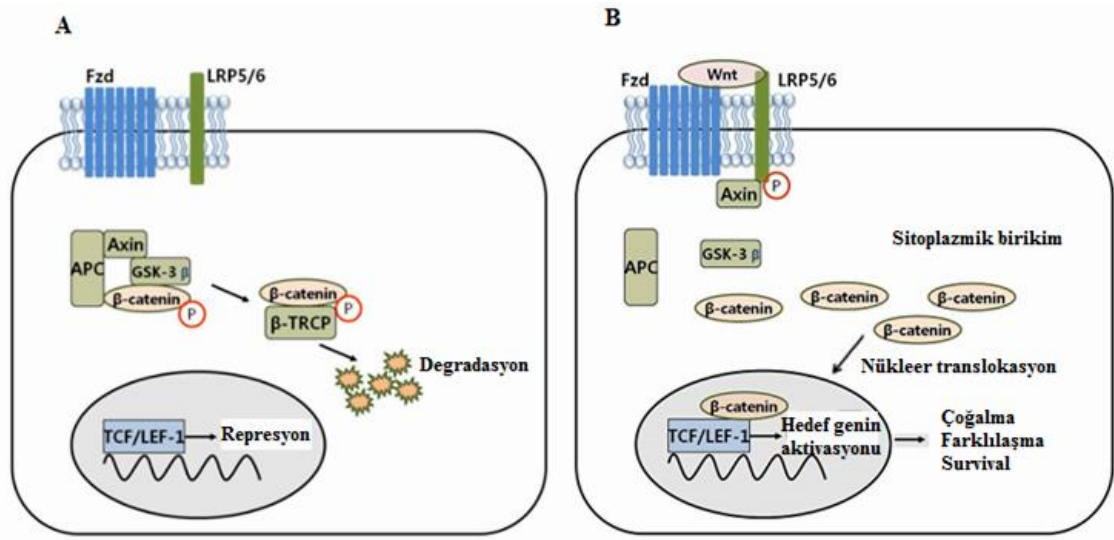 A
Fzd
LRP5/6
Axin
APC
GSK-3 β
β-catenin
P
β-catenin
P
β-TRCP
Degradasyon
TCF/LEF-1
Represyon
B
Fzd
Wnt
LRP5/6
Axin
P
Sitoplazmik birikim
APC
GSK-3 β
β-catenin
β-catenin
β-catenin
β-catenin
Nükleer translokasyon
β-catenin
TCF/LEF-1
Hedef genin
aktivasyonu
Çoğalma
Farklılaşma
Survival